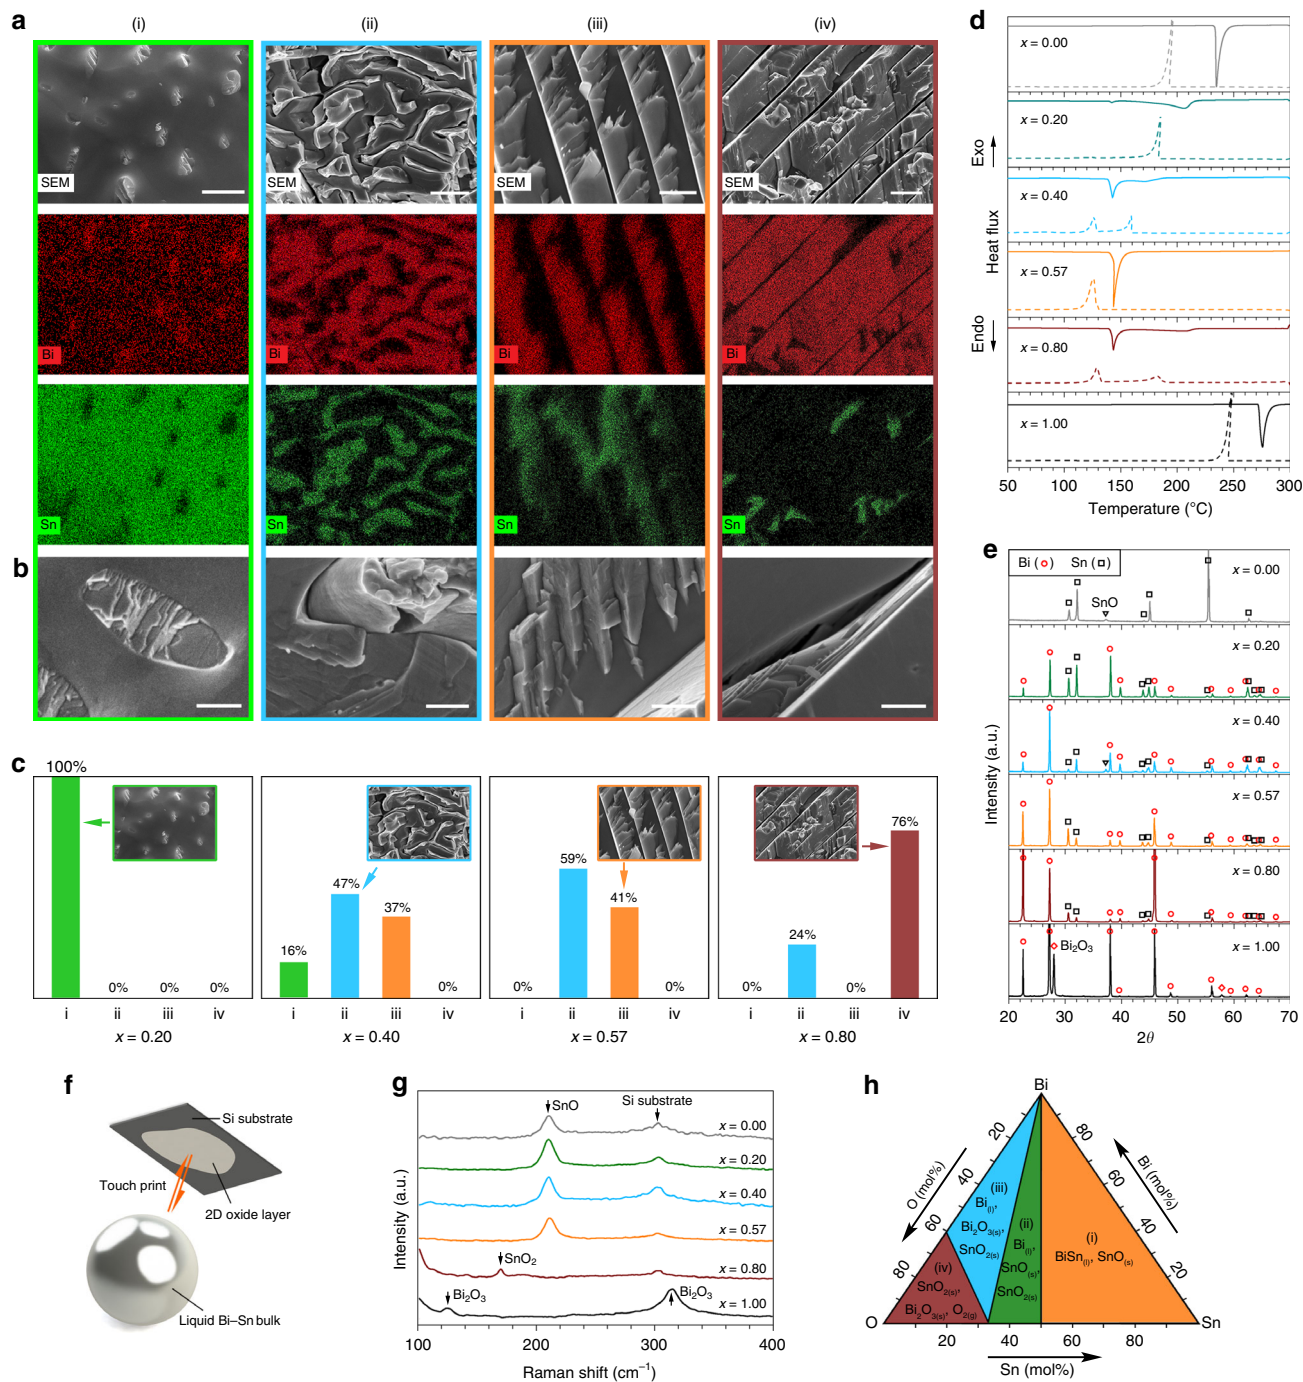 a
(i)
(ii)
(iii)
(iv)
SEM
SEM
SEM
SEM
Bi
Bi
Bi
Bi
Sn
Sn
Sn
Sn
b
c
100%
0%
0%
0%
i
ii
iii
iv
x = 0.20
16%
47%
37%
0%
i
ii
iii
iv
x = 0.40
0%
59%
41%
0%
i
ii
iii
iv
x = 0.57
0%
24%
0%
76%
i
ii
iii
iv
x = 0.80
d
x = 0.00
x = 0.20
x = 0.40
x = 0.57
x = 0.80
x = 1.00
Exo
Heat flux
Endo
50
100
150
200
250
300
Temperature (°C)
e
Bi (○)
Sn (□)
x = 0.00
SnO
x = 0.20
x = 0.40
x = 0.57
x = 0.80
Bi2O3
x = 1.00
Intensity (a.u.)
20
30
40
50
60
70
2θ
f
Si substrate
Touch print
2D oxide layer
Liquid Bi–Sn bulk
g
SnO
Si substrate
x = 0.00
x = 0.20
x = 0.40
x = 0.57
SnO2
x = 0.80
Bi2O3
Bi2O3
x = 1.00
Intensity (a.u.)
100
200
300
400
Raman shift (cm−1)
h
Bi
O
Sn
20
40
60
80
O (mol%)
80
60
40
20
Bi (mol%)
20
40
60
80
Sn (mol%)
(i)
BiSn(l), SnO(s)
(ii)
Bi(l),
SnO(s),
SnO2(s)
(iii)
Bi(l),
Bi2O3(s),
SnO2(s)
(iv)
SnO2(s),
Bi2O3(s), O2(g)